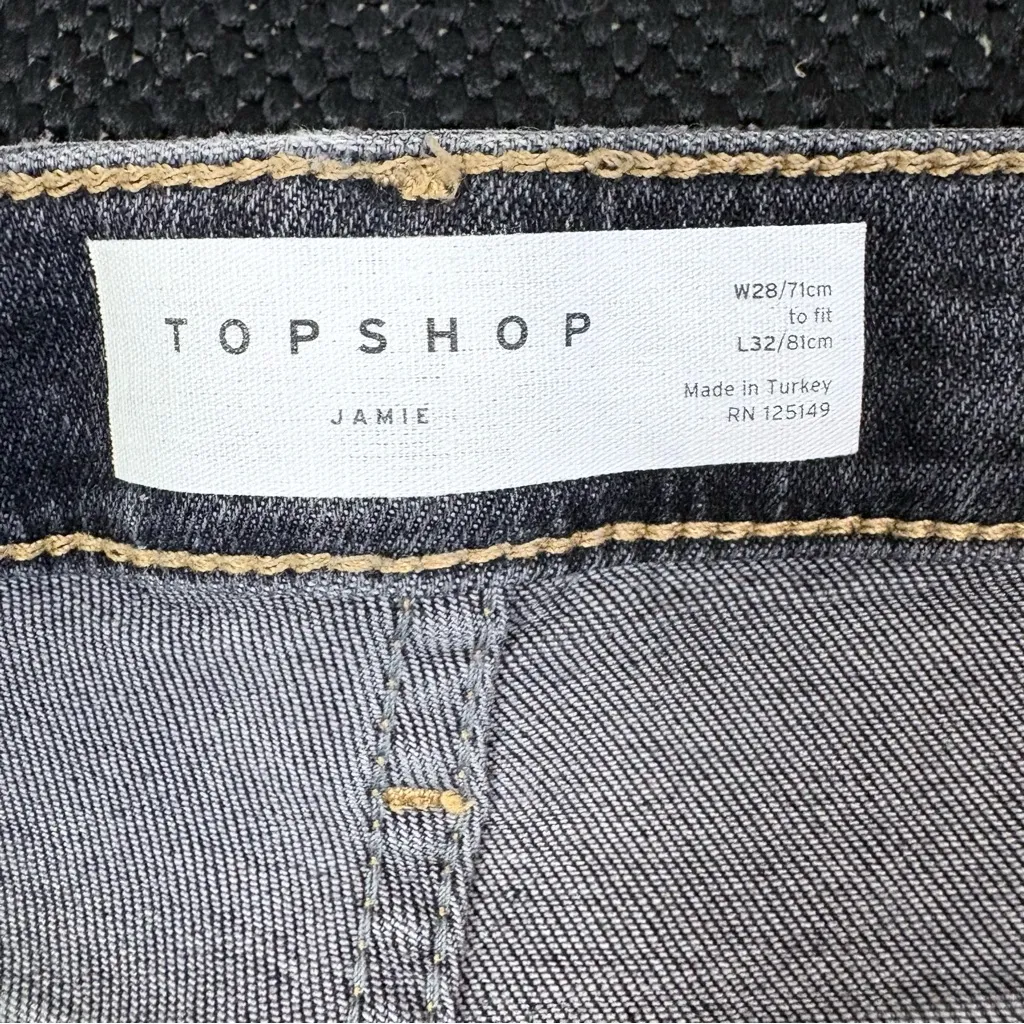 TOPSHOP
JAMIE
W28/71cm
to fit
L32/81cm
Made in Turkey
RN 125149